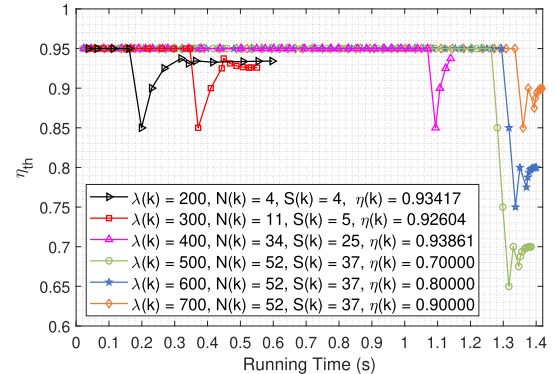 1
0.95
0.9
0.85
0.8
0.75
0.7
0.65
0.6
η_th
λ(k) = 200, N(k) = 4, S(k) = 4, η(k) = 0.93417
λ(k) = 300, N(k) = 11, S(k) = 5, η(k) = 0.92604
λ(k) = 400, N(k) = 34, S(k) = 25, η(k) = 0.93861
λ(k) = 500, N(k) = 52, S(k) = 37, η(k) = 0.70000
λ(k) = 600, N(k) = 52, S(k) = 37, η(k) = 0.80000
λ(k) = 700, N(k) = 52, S(k) = 37, η(k) = 0.90000
0 0.1 0.2 0.3 0.4 0.5 0.6 0.7 0.8 0.9 1 1.1 1.2 1.3 1.4
Running Time (s)